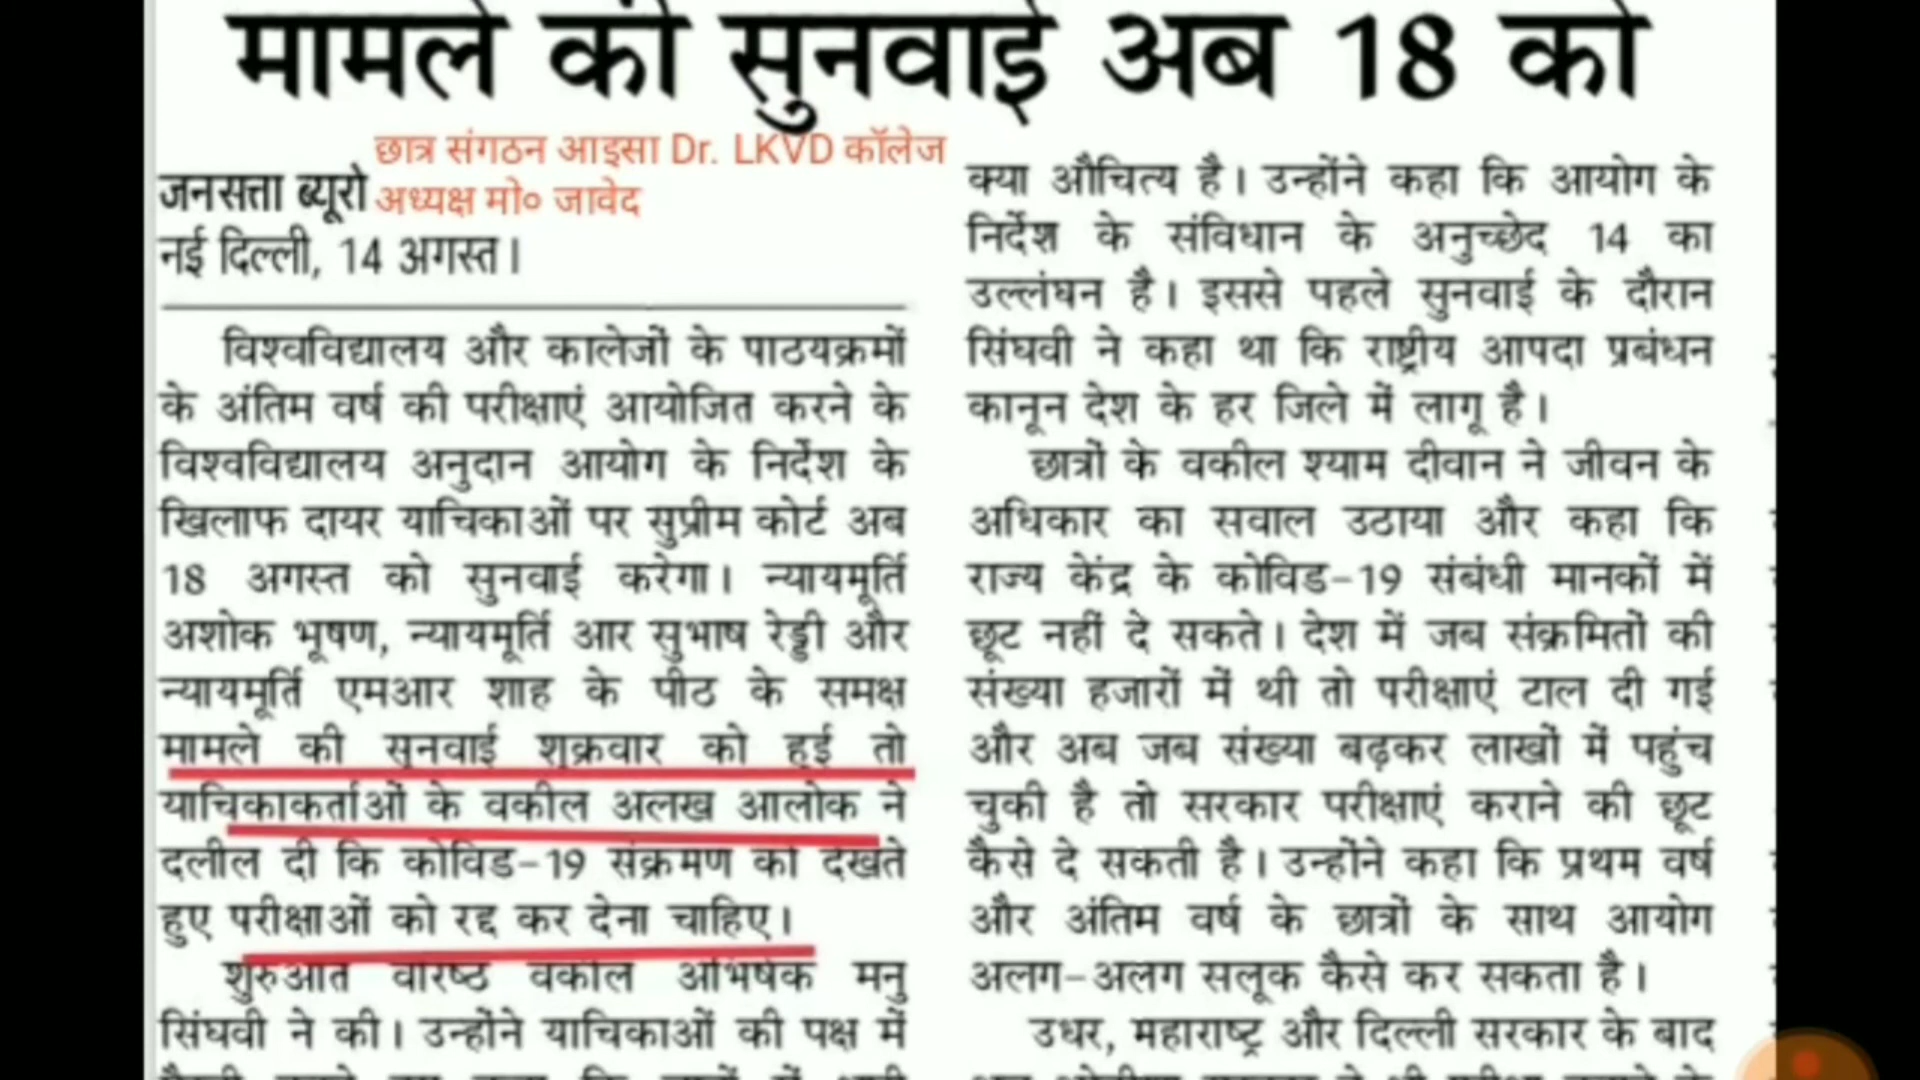 मामले की सुनवाई अब 18 को
छात्र संगठन आइसा Dr. LKVD कॉलेज
अध्यक्ष मो० जावेद
जनसत्ता ब्यूरो
नई दिल्ली, 14 अगस्त।
विश्वविद्यालय और कालेजों के पाठयक्रमों
के अंतिम वर्ष की परीक्षाएं आयोजित करने के
विश्वविद्यालय अनुदान आयोग के निर्देश के
खिलाफ दायर याचिकाओं पर सुप्रीम कोर्ट अब
18 अगस्त को सुनवाई करेगा। न्यायमूर्ति
अशोक भूषण, न्यायमूर्ति आर सुभाष रेड्डी और
न्यायमूर्ति एमआर शाह के पीठ के समक्ष
मामले की सुनवाई शुक्रवार को हुई तो
याचिकाकर्ताओं के वकील अलख आलोक ने
दलील दी कि कोविड-19 संक्रमण को देखते
हुए परीक्षाओं को रद्द कर देना चाहिए।
शुरुआत वरिष्ठ वकील अभिषेक मनु
सिंघवी ने की। उन्होंने याचिकाओं की पक्ष में
क्या औचित्य है। उन्होंने कहा कि आयोग के
निर्देश के संविधान के अनुच्छेद 14 का
उल्लंघन है। इससे पहले सुनवाई के दौरान
सिंघवी ने कहा था कि राष्ट्रीय आपदा प्रबंधन
कानून देश के हर जिले में लागू है।
छात्रों के वकील श्याम दीवान ने जीवन के
अधिकार का सवाल उठाया और कहा कि
राज्य केंद्र के कोविड-19 संबंधी मानकों में
छूट नहीं दे सकते। देश में जब संक्रमितों की
संख्या हजारों में थी तो परीक्षाएं टाल दी गई
और अब जब संख्या बढ़कर लाखों में पहुंच
चुकी है तो सरकार परीक्षाएं कराने की छूट
कैसे दे सकती है। उन्होंने कहा कि प्रथम वर्ष
और अंतिम वर्ष के छात्रों के साथ आयोग
अलग-अलग सलूक कैसे कर सकता है।
उधर, महाराष्ट्र और दिल्ली सरकार के बाद